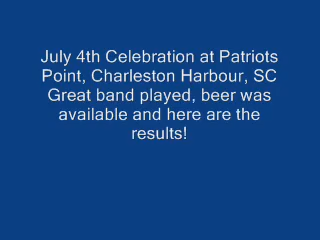 July 4th Celebration at Patriots
Point, Charleston Harbour, SC
Great band played, beer was
available and here are the
results!